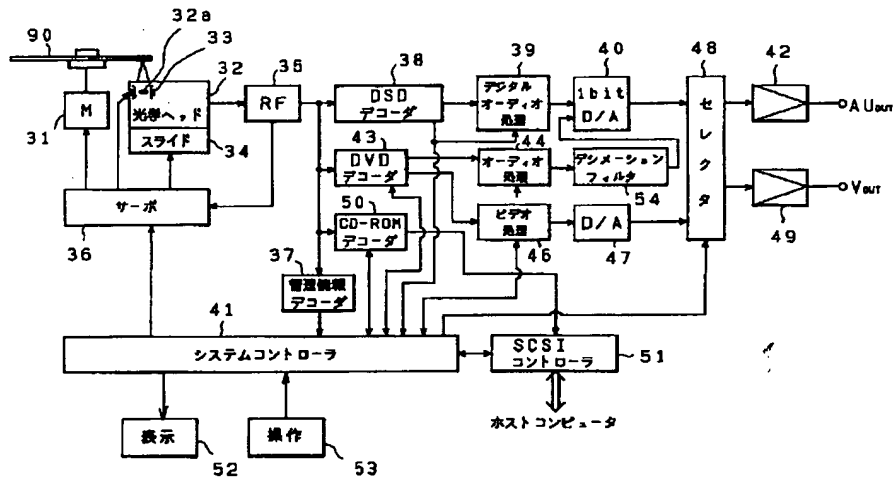 90
32a
33
32
35
38
39
40
48
42
M
光学ヘッド
RF
DSD
デコーダ
デジタル
オーディオ
処理
1bit
D/A
セレクタ
AUOUT
31
スライド
34
43
DVD
デコーダ
44
オーディオ
処理
デシメーション
フィルタ
54
サーボ
36
50
CD-ROM
デコーダ
ビデオ
処理
46
D/A
47
VOUT
49
37
管理情報
デコーダ
41
システムコントローラ
SCSI
コントローラ
51
ホストコンピュータ
表示
52
操作
53